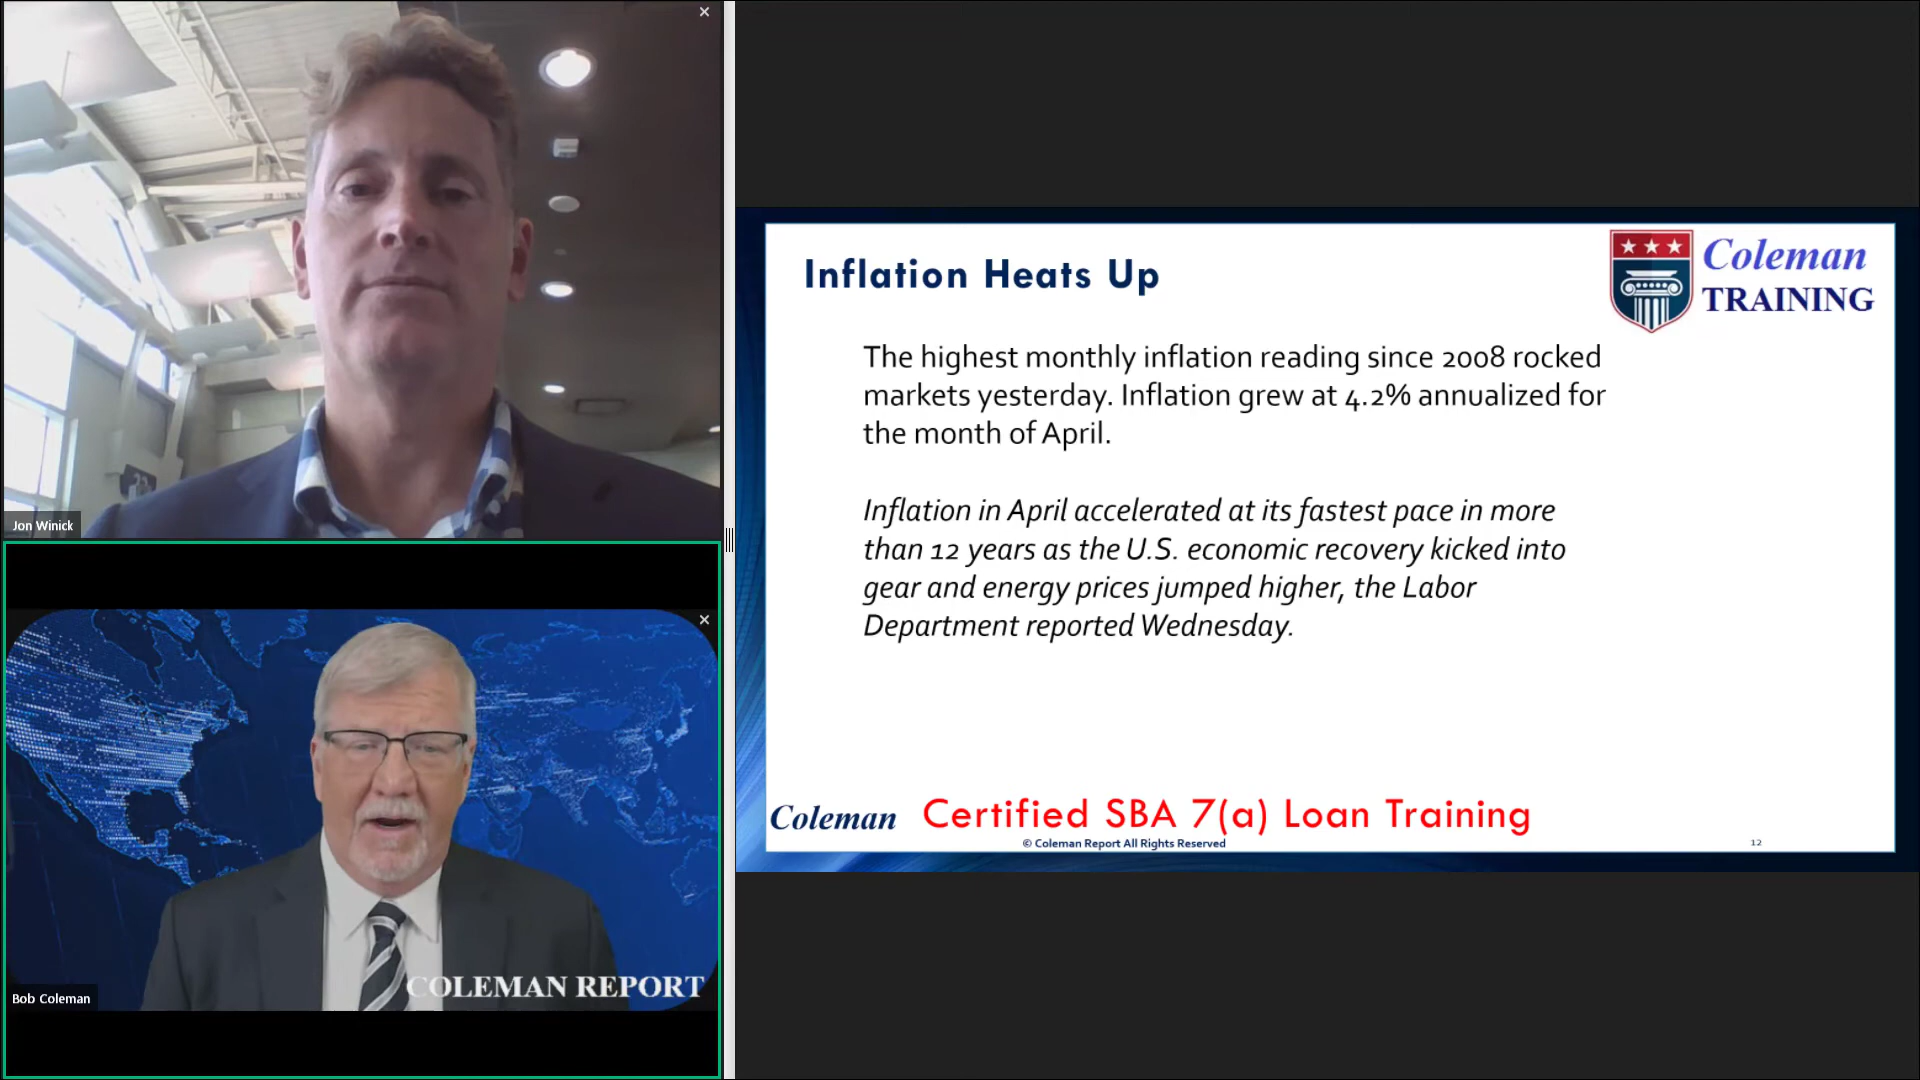 Jon Winick
Bob Coleman
COLEMAN REPORT
Inflation Heats Up
Coleman
TRAINING
The highest monthly inflation reading since 2008 rocked
markets yesterday. Inflation grew at 4.2% annualized for
the month of April.
Inflation in April accelerated at its fastest pace in more
than 12 years as the U.S. economic recovery kicked into
gear and energy prices jumped higher, the Labor
Department reported Wednesday.
Coleman Certified SBA 7(a) Loan Training
© Coleman Report All Rights Reserved
12